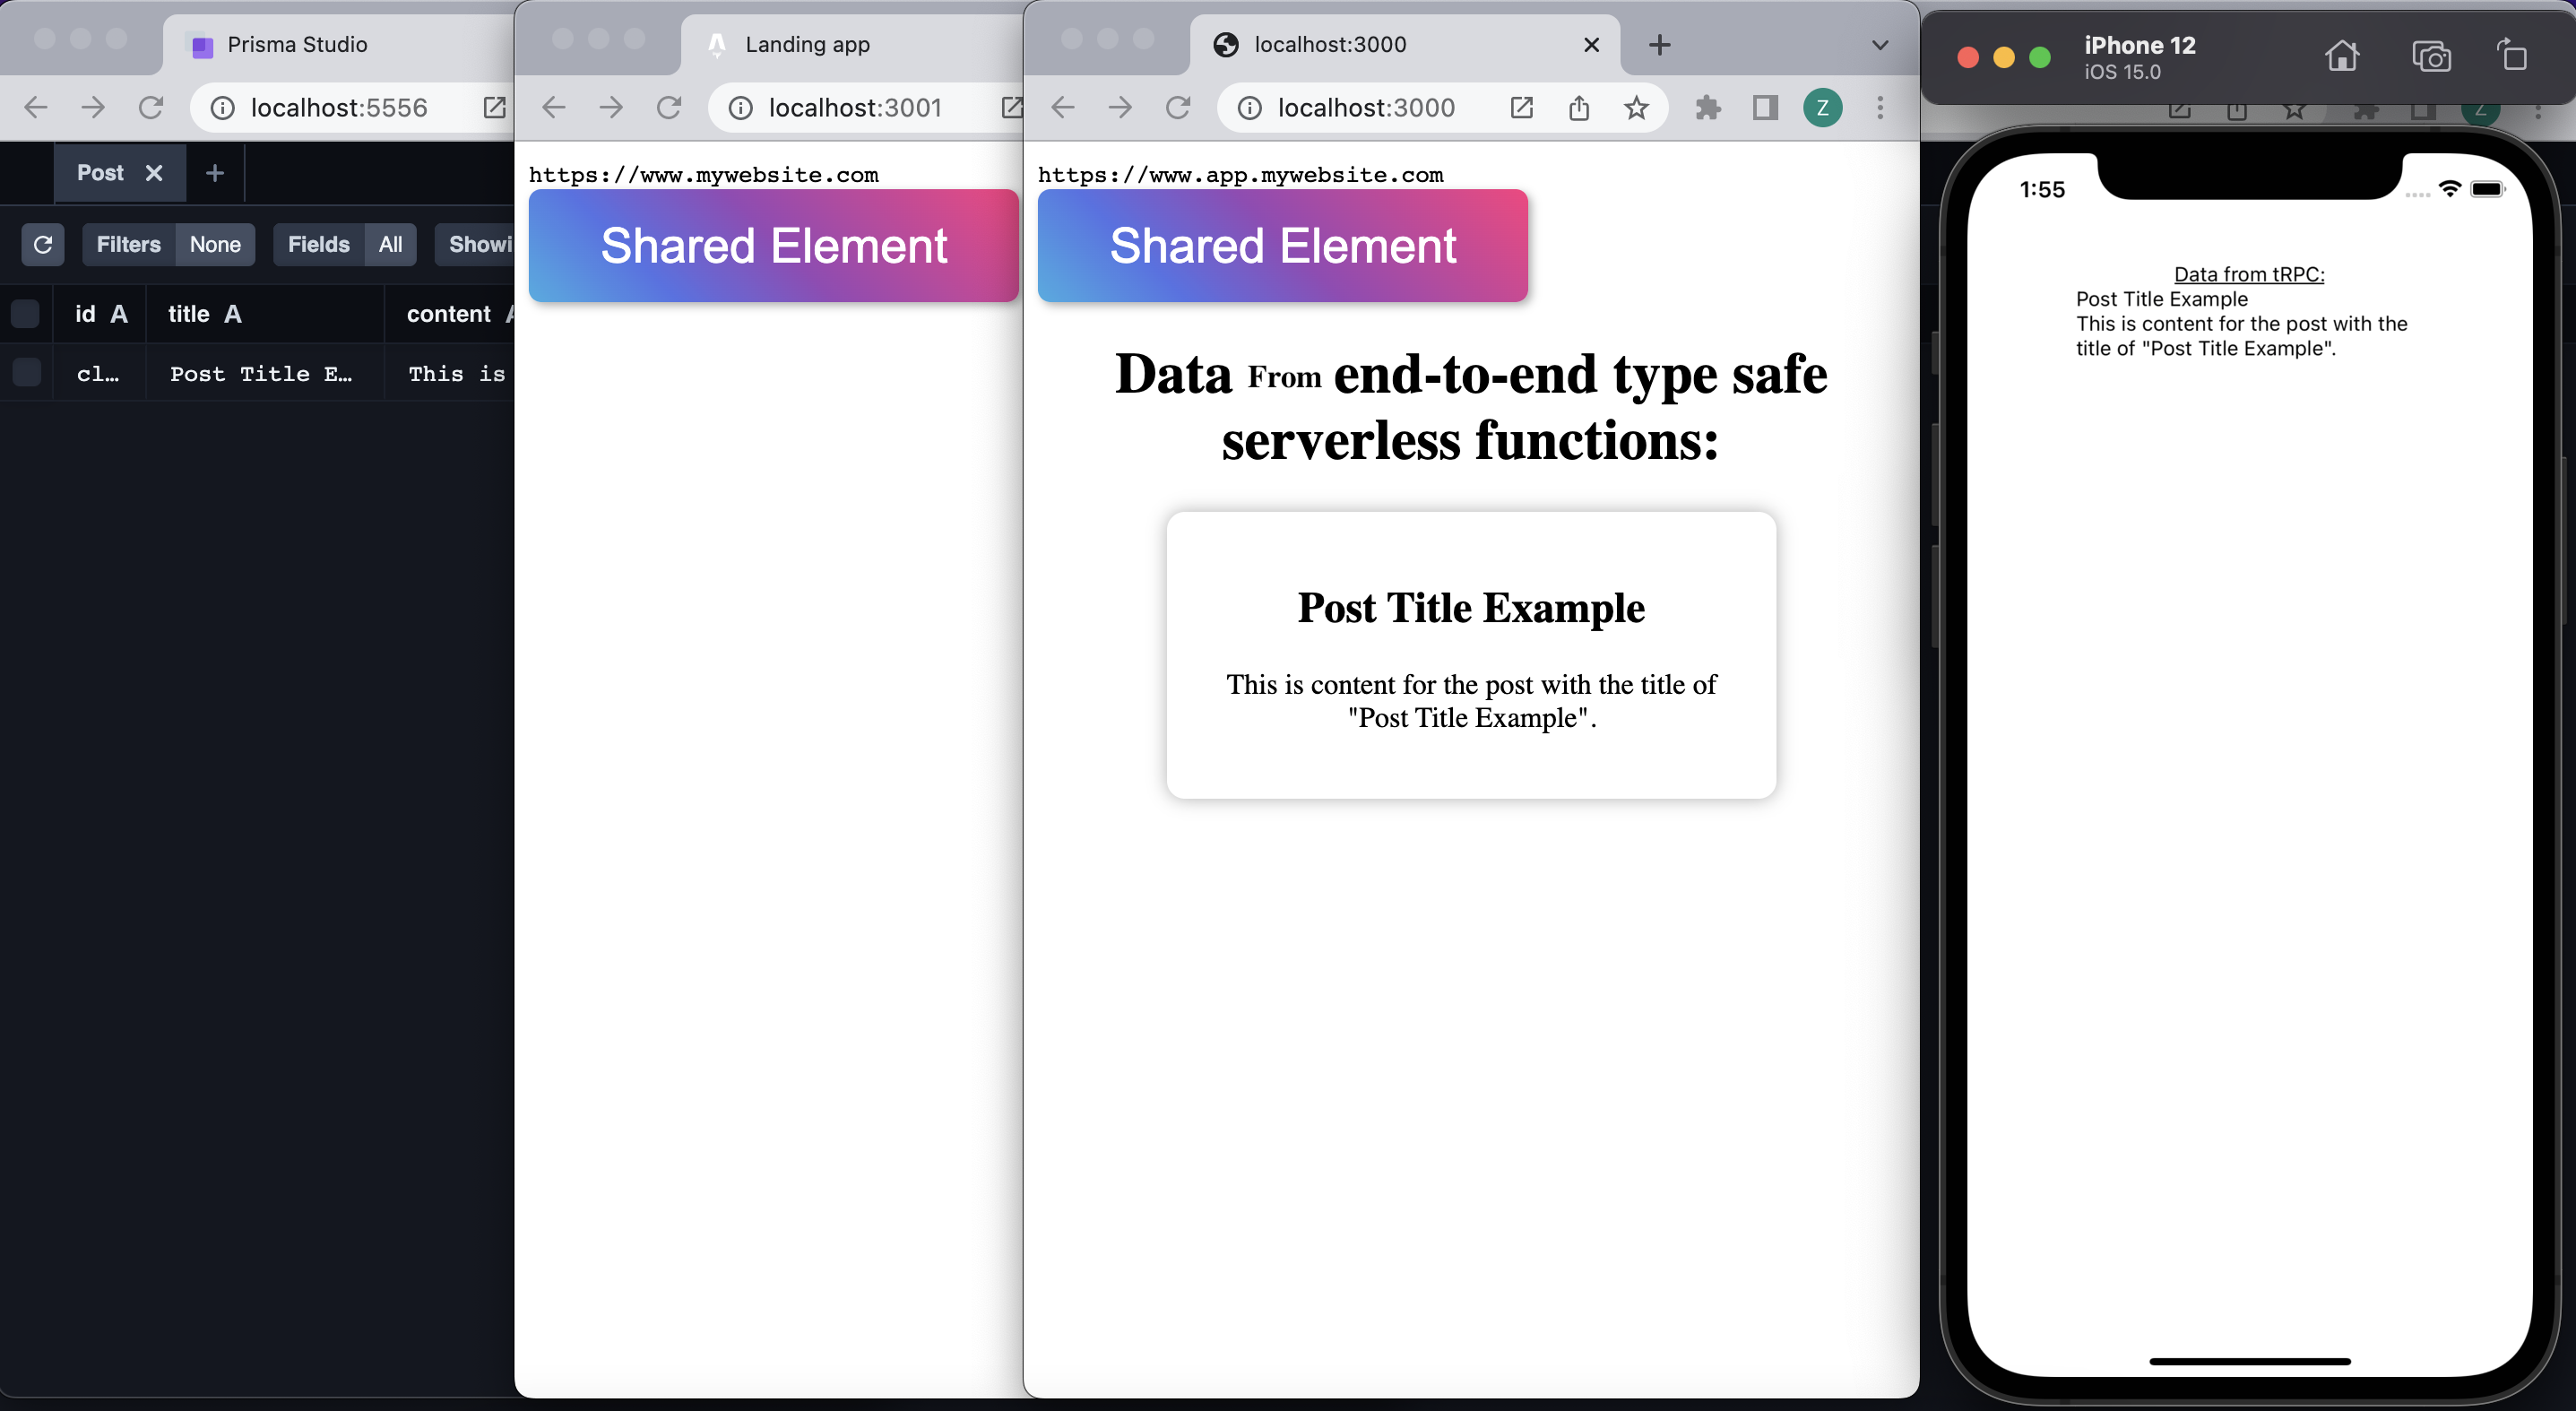 Prisma Studio
localhost:5556
Post
Filters None Fields All Showi
id A title A content
cl… Post Title E… This is
Landing app
localhost:3001
https://www.mywebsite.com
Shared Element
localhost:3000
localhost:3000
Z
https://www.app.mywebsite.com
Shared Element
Data From end-to-end type safe
serverless functions:
Post Title Example
This is content for the post with the title of
"Post Title Example".
iPhone 12
iOS 15.0
Z
1:55
Data from tRPC:
Post Title Example
This is content for the post with the
title of "Post Title Example".